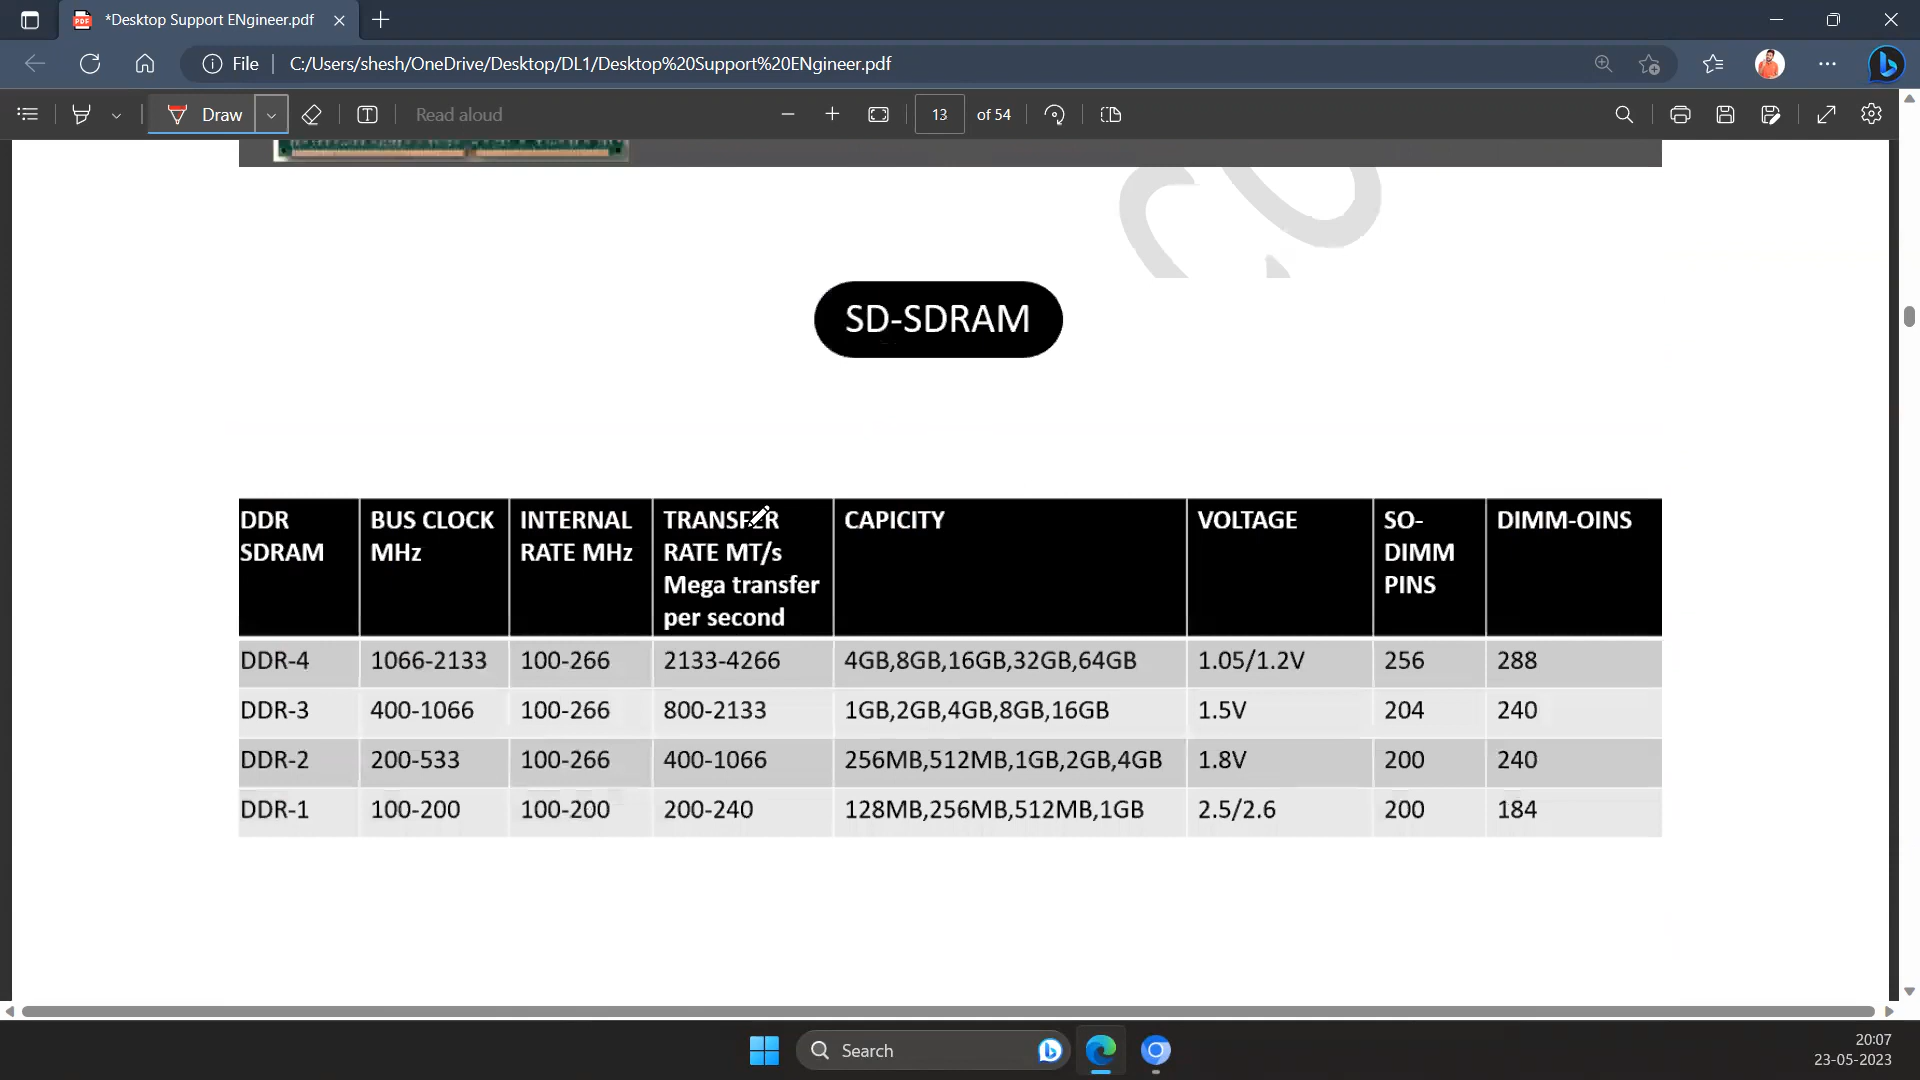 *Desktop Support ENgineer.pdf
File C:/Users/shesh/OneDrive/Desktop/DL1/Desktop%20Support%20ENgineer.pdf
Draw Read aloud 13 of 54
SD-SDRAM
DDR SDRAM BUS CLOCK MHz INTERNAL RATE MHz TRANSFER RATE MT/s Mega transfer per second CAPICITY VOLTAGE SO-DIMM PINS DIMM-OINS
DDR-4 1066-2133 100-266 2133-4266 4GB,8GB,16GB,32GB,64GB 1.05/1.2V 256 288
DDR-3 400-1066 100-266 800-2133 1GB,2GB,4GB,8GB,16GB 1.5V 204 240
DDR-2 200-533 100-266 400-1066 256MB,512MB,1GB,2GB,4GB 1.8V 200 240
DDR-1 100-200 100-200 200-240 128MB,256MB,512MB,1GB 2.5/2.6 200 184
Search
20:07
23-05-2023